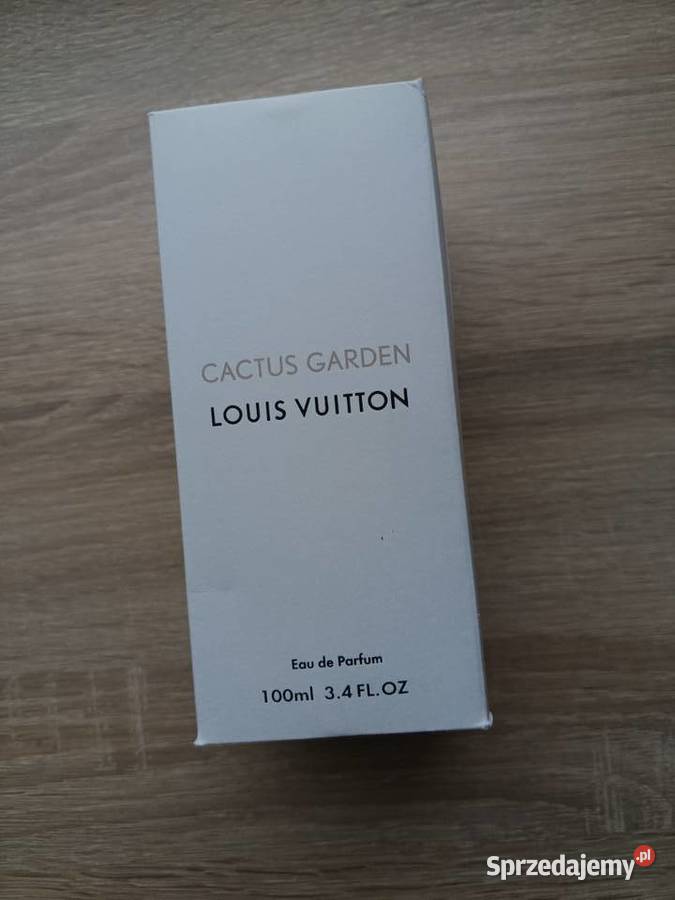 CACTUS GARDEN
LOUIS VUITTON
Eau de Parfum
100ml 3.4 FL.OZ
Sprzedajemy.pl